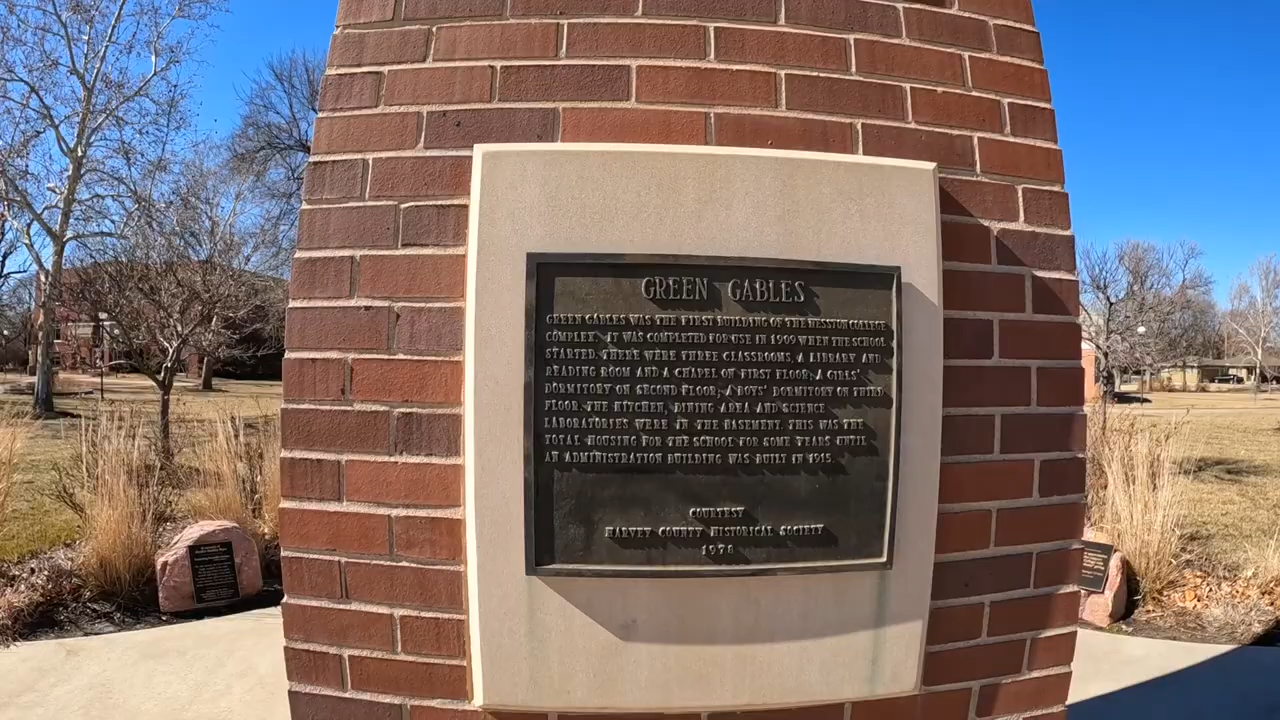 GREEN GABLES
GREEN GABLES WAS THE FIRST BUILDING OF THE HESSTON COLLEGE
COMPLEX. IT WAS COMPLETED FOR USE IN 1909 WHEN THE SCHOOL
STARTED. THERE WERE THREE CLASSROOMS, A LIBRARY AND
READING ROOM AND A CHAPEL ON FIRST FLOOR; A GIRLS'
DORMITORY ON SECOND FLOOR; A BOYS' DORMITORY ON THIRD
FLOOR. THE KITCHEN, DINING AREA AND SCIENCE
LABORATORIES WERE IN THE BASEMENT. THIS WAS THE
TOTAL HOUSING FOR THE SCHOOL FOR SOME YEARS UNTIL
AN ADMINISTRATION BUILDING WAS BUILT IN 1915.
COURTESY
HARVEY COUNTY HISTORICAL SOCIETY
1978